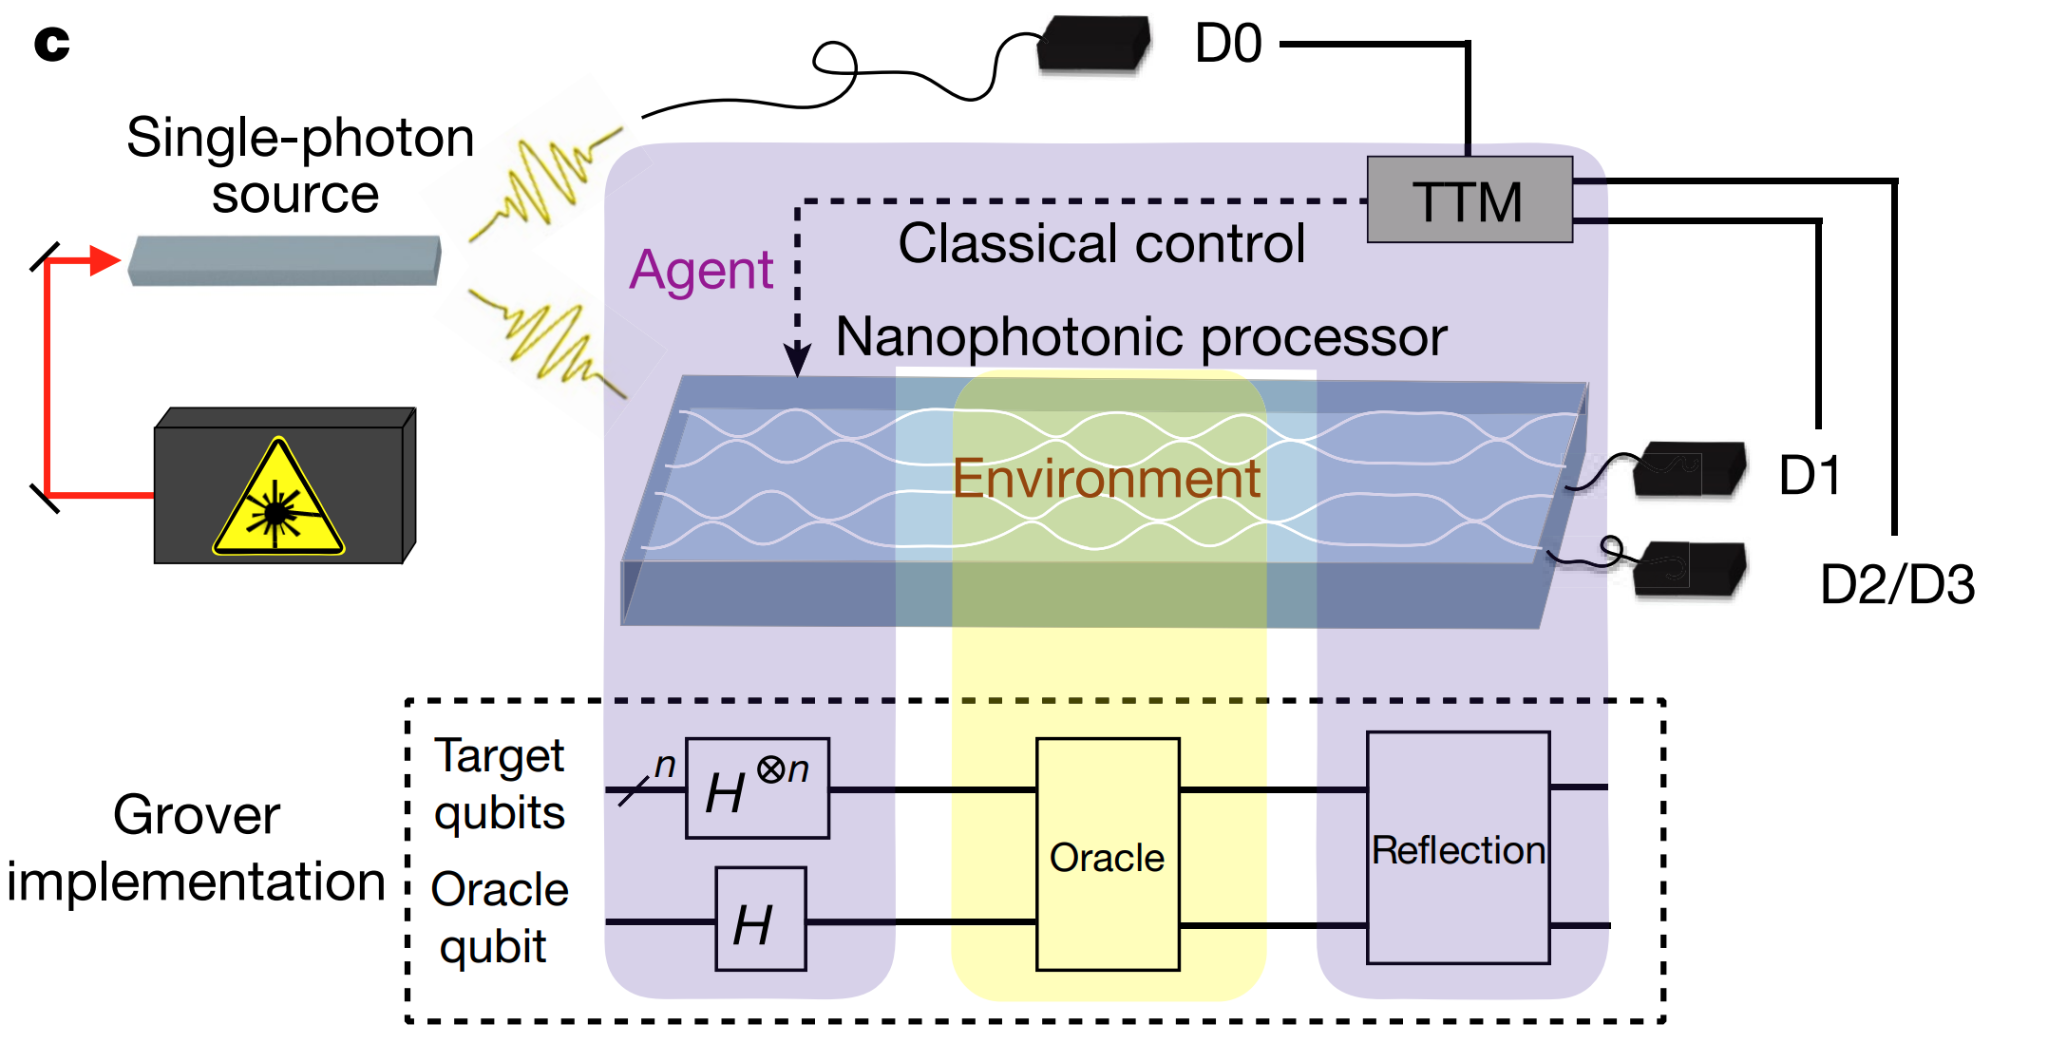 c
D0
Single-photon
source
TTM
Classical control
Agent
Nanophotonic processor
Environment
D1
D2/D3
Target
qubits
n
H ⊗n
Oracle
qubit
H
Oracle
Reflection
Grover
implementation